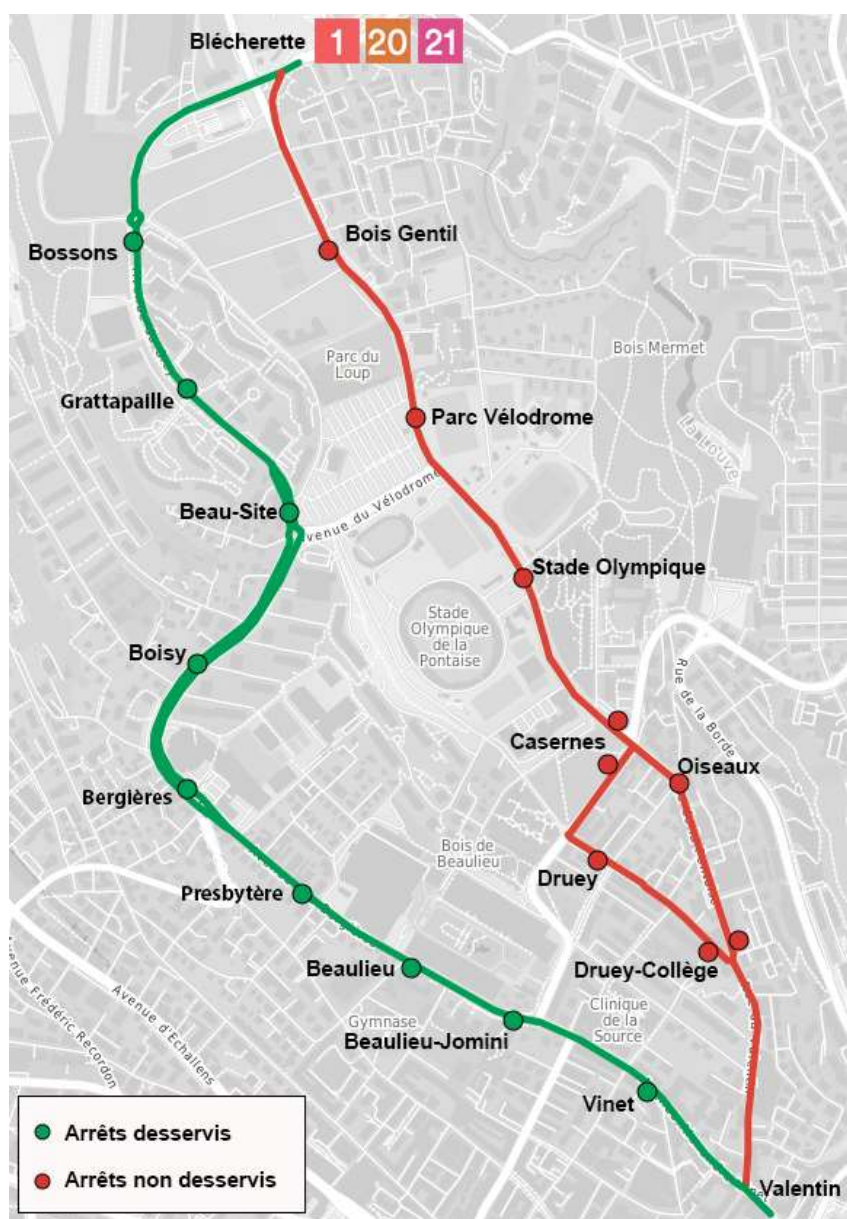 Blécherette
1 20 21
Bois Gentil
Bossons
Bois Mermet
Parc du
Loup
Grattapaille
Parc Vélodrome
La Louve
Beau-Site
Avenue du Vélodrome
Stade Olympique
Stade
Olympique
de la
Pontaise
Boisy
Rue de la Borde
Casernes
Oiseaux
Bergières
Bois de
Beaulieu
Druey
Presbytère
Druey-Collège
Beaulieu
Avenue d'Echallens
Avenue Frédéric Recordon
Clinique
de la
Source
Gymnase
Beaulieu-Jomini
Vinet
Arrêts desservis
Arrêts non desservis
Valentin